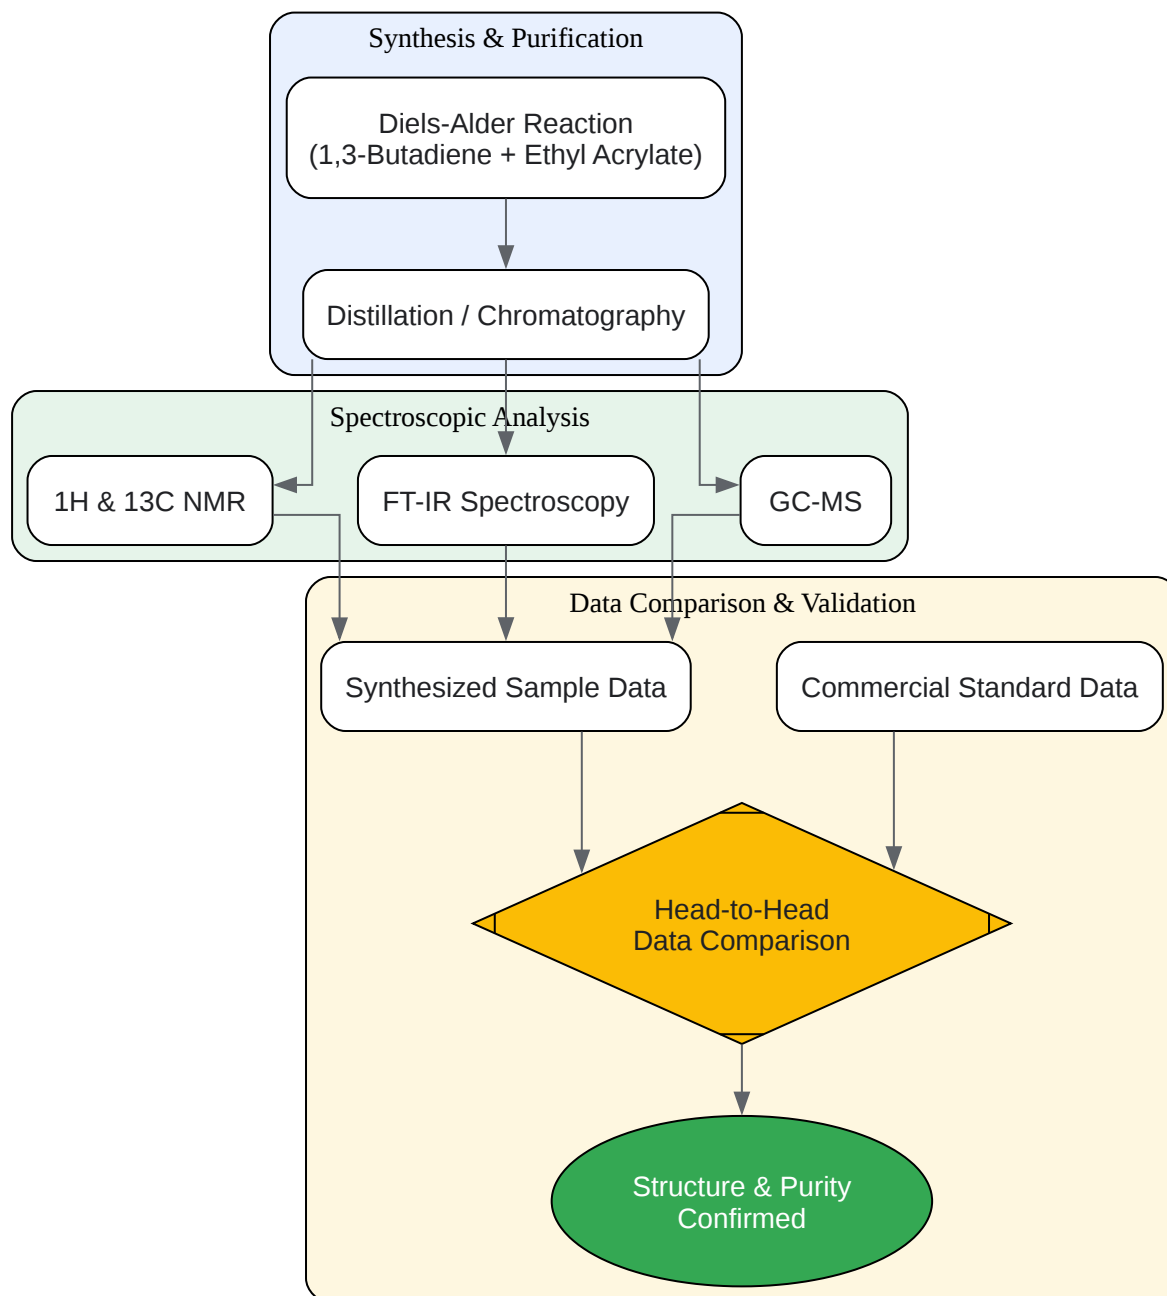 Synthesis & Purification
Diels-Alder Reaction
(1,3-Butadiene + Ethyl Acrylate)
Distillation / Chromatography
Spectroscopic Analysis
1H & 13C NMR
FT-IR Spectroscopy
GC-MS
Data Comparison & Validation
Synthesized Sample Data
Commercial Standard Data
Head-to-Head
Data Comparison
Structure & Purity
Confirmed